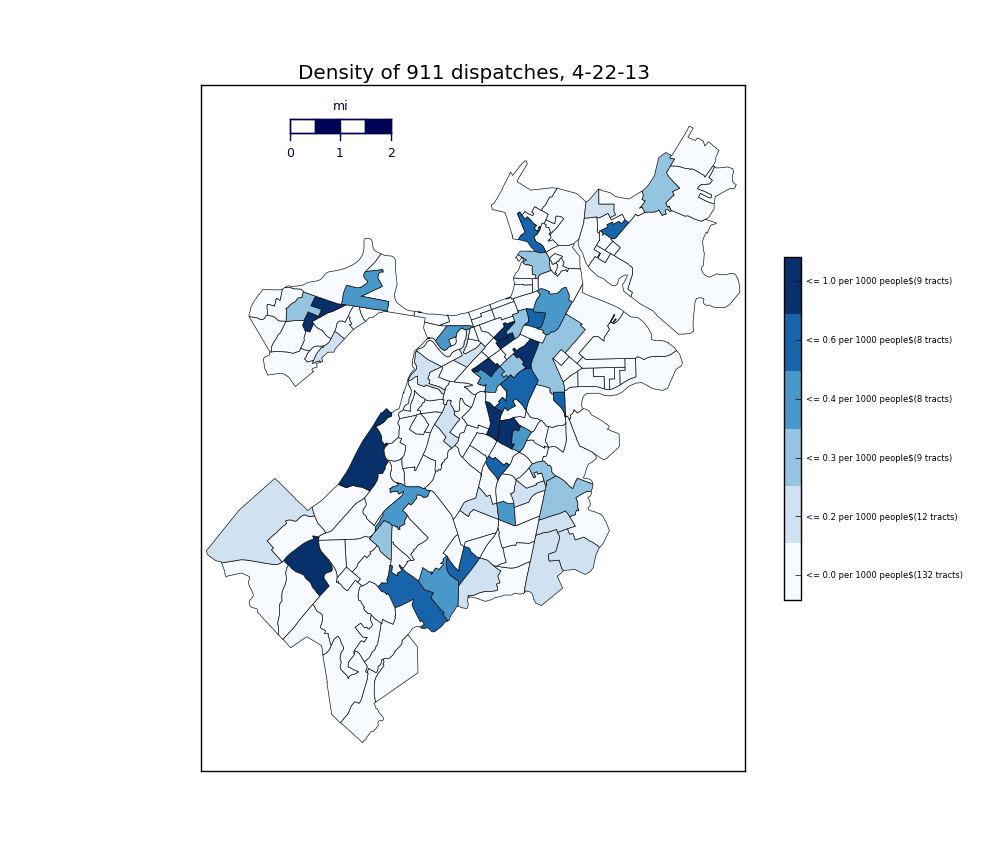 Density of 911 dispatches, 4-22-13
mi
0 1 2
<= 1.0 per 1000 people$(9 tracts)
<= 0.6 per 1000 people$(8 tracts)
<= 0.4 per 1000 people$(8 tracts)
<= 0.3 per 1000 people$(9 tracts)
<= 0.2 per 1000 people$(12 tracts)
<= 0.0 per 1000 people$(132 tracts)